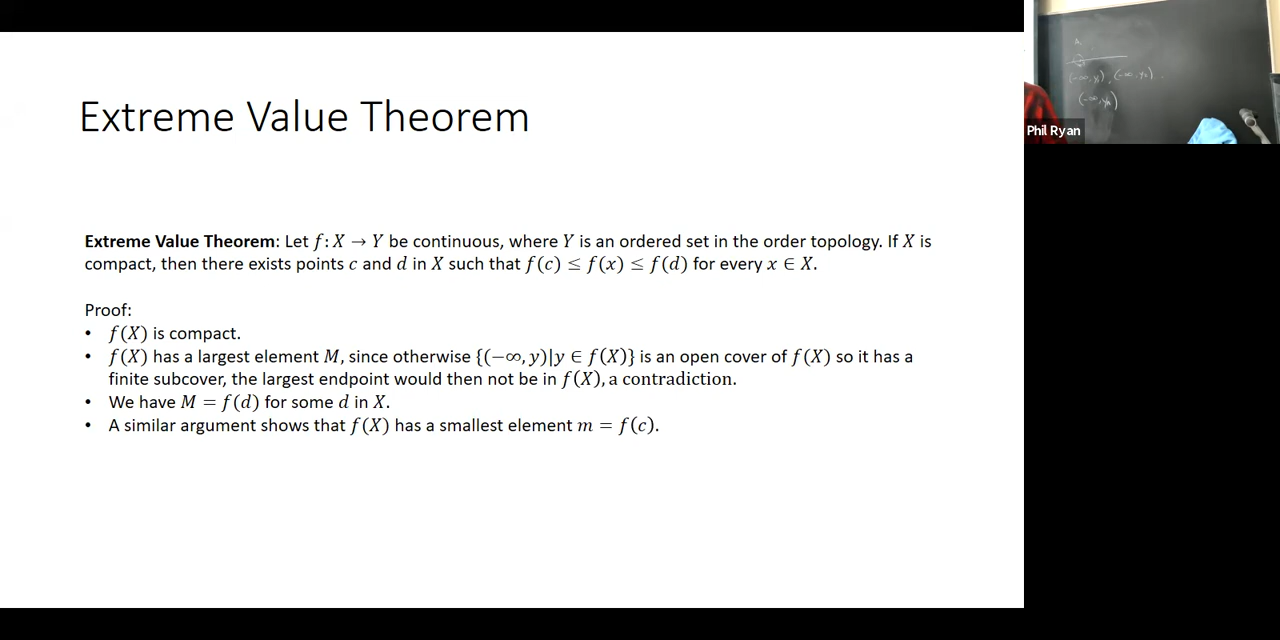 Extreme Value Theorem
Extreme Value Theorem: Let f: X → Y be continuous, where Y is an ordered set in the order topology. If X is
compact, then there exists points c and d in X such that f(c) ≤ f(x) ≤ f(d) for every x ∈ X.
Proof:
• f(X) is compact.
• f(X) has a largest element M, since otherwise {(−∞, y)|y ∈ f(X)} is an open cover of f(X) so it has a
finite subcover, the largest endpoint would then not be in f(X), a contradiction.
• We have M = f(d) for some d in X.
• A similar argument shows that f(X) has a smallest element m = f(c).
Phil Ryan